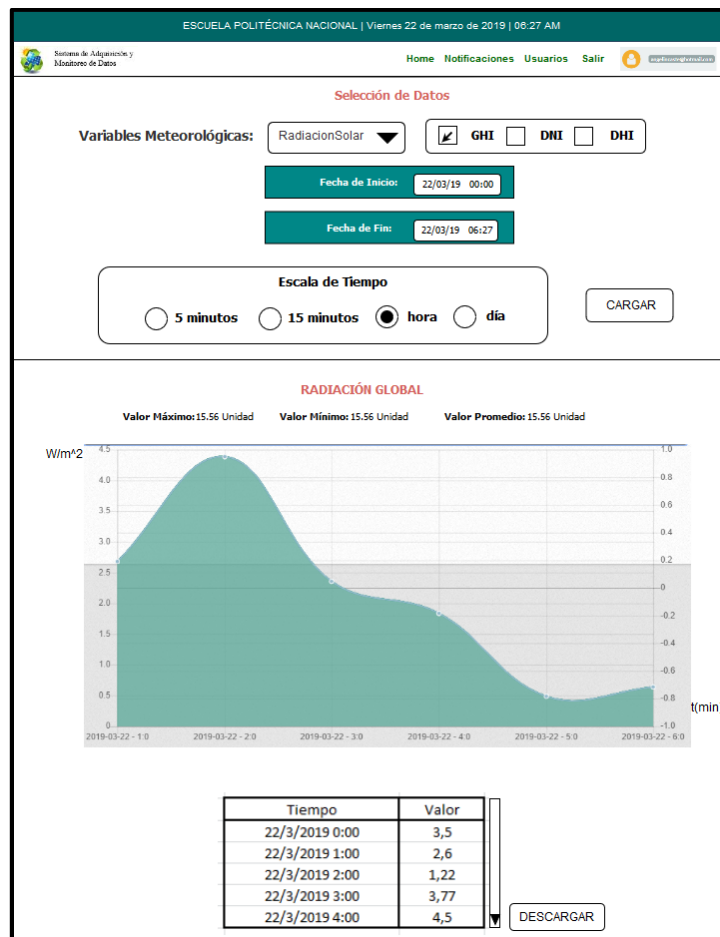 ESCUELA POLITÉCNICA NACIONAL | Viernes 22 de marzo de 2019 | 06:27 AM
Sistema de Adquisición y
Monitoreo de Datos
Home Notificaciones Usuarios Salir
Selección de Datos
Variables Meteorológicas: RadiacionSolar GHI DNI DHI
Fecha de Inicio: 22/03/19 00:00
Fecha de Fin: 22/03/19 06:27
Escala de Tiempo
5 minutos 15 minutos hora día
CARGAR
RADIACIÓN GLOBAL
Valor Máximo: 15.56 Unidad Valor Mínimo: 15.56 Unidad Valor Promedio: 15.56 Unidad
W/m^2
4.5 1.0
4.0 0.8
3.5 0.6
3.0 0.4
2.5 0.2
2.0 0
1.5 -0.2
1.0 -0.4
0.5 -0.6
0 -0.8
-1.0
t(min
2019-03-22 - 1:0 2019-03-22 - 2:0 2019-03-22 - 3:0 2019-03-22 - 4:0 2019-03-22 - 5:0 2019-03-22 - 6:0
Tiempo Valor
22/3/2019 0:00 3,5
22/3/2019 1:00 2,6
22/3/2019 2:00 1,22
22/3/2019 3:00 3,77
22/3/2019 4:00 4,5
DESCARGAR